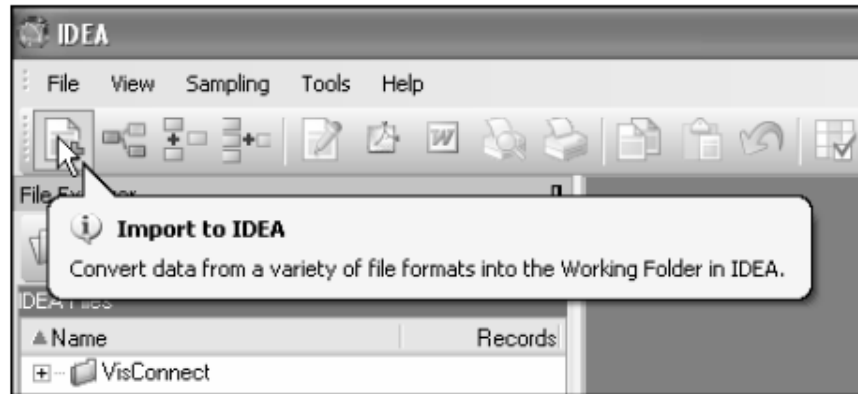 IDEA
File View Sampling Tools Help
Import to IDEA
Convert data from a variety of file formats into the Working Folder in IDEA.
Name Records
VisConnect